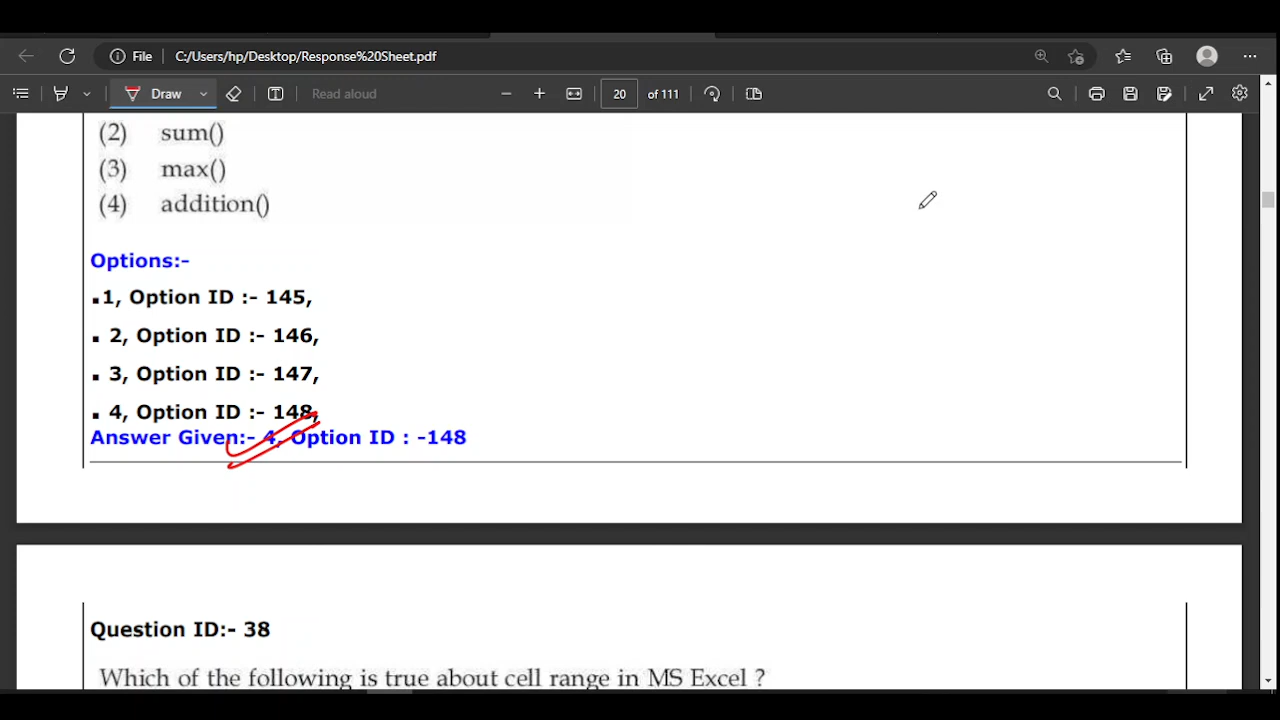 File C:/Users/hp/Desktop/Response%20Sheet.pdf
Draw Read aloud 20 of 111
(2) sum()
(3) max()
(4) addition()
Options:-
1, Option ID :- 145,
2, Option ID :- 146,
3, Option ID :- 147,
4, Option ID :- 148,
Answer Given:- 4, Option ID : -148
Question ID:- 38
Which of the following is true about cell range in MS Excel ?